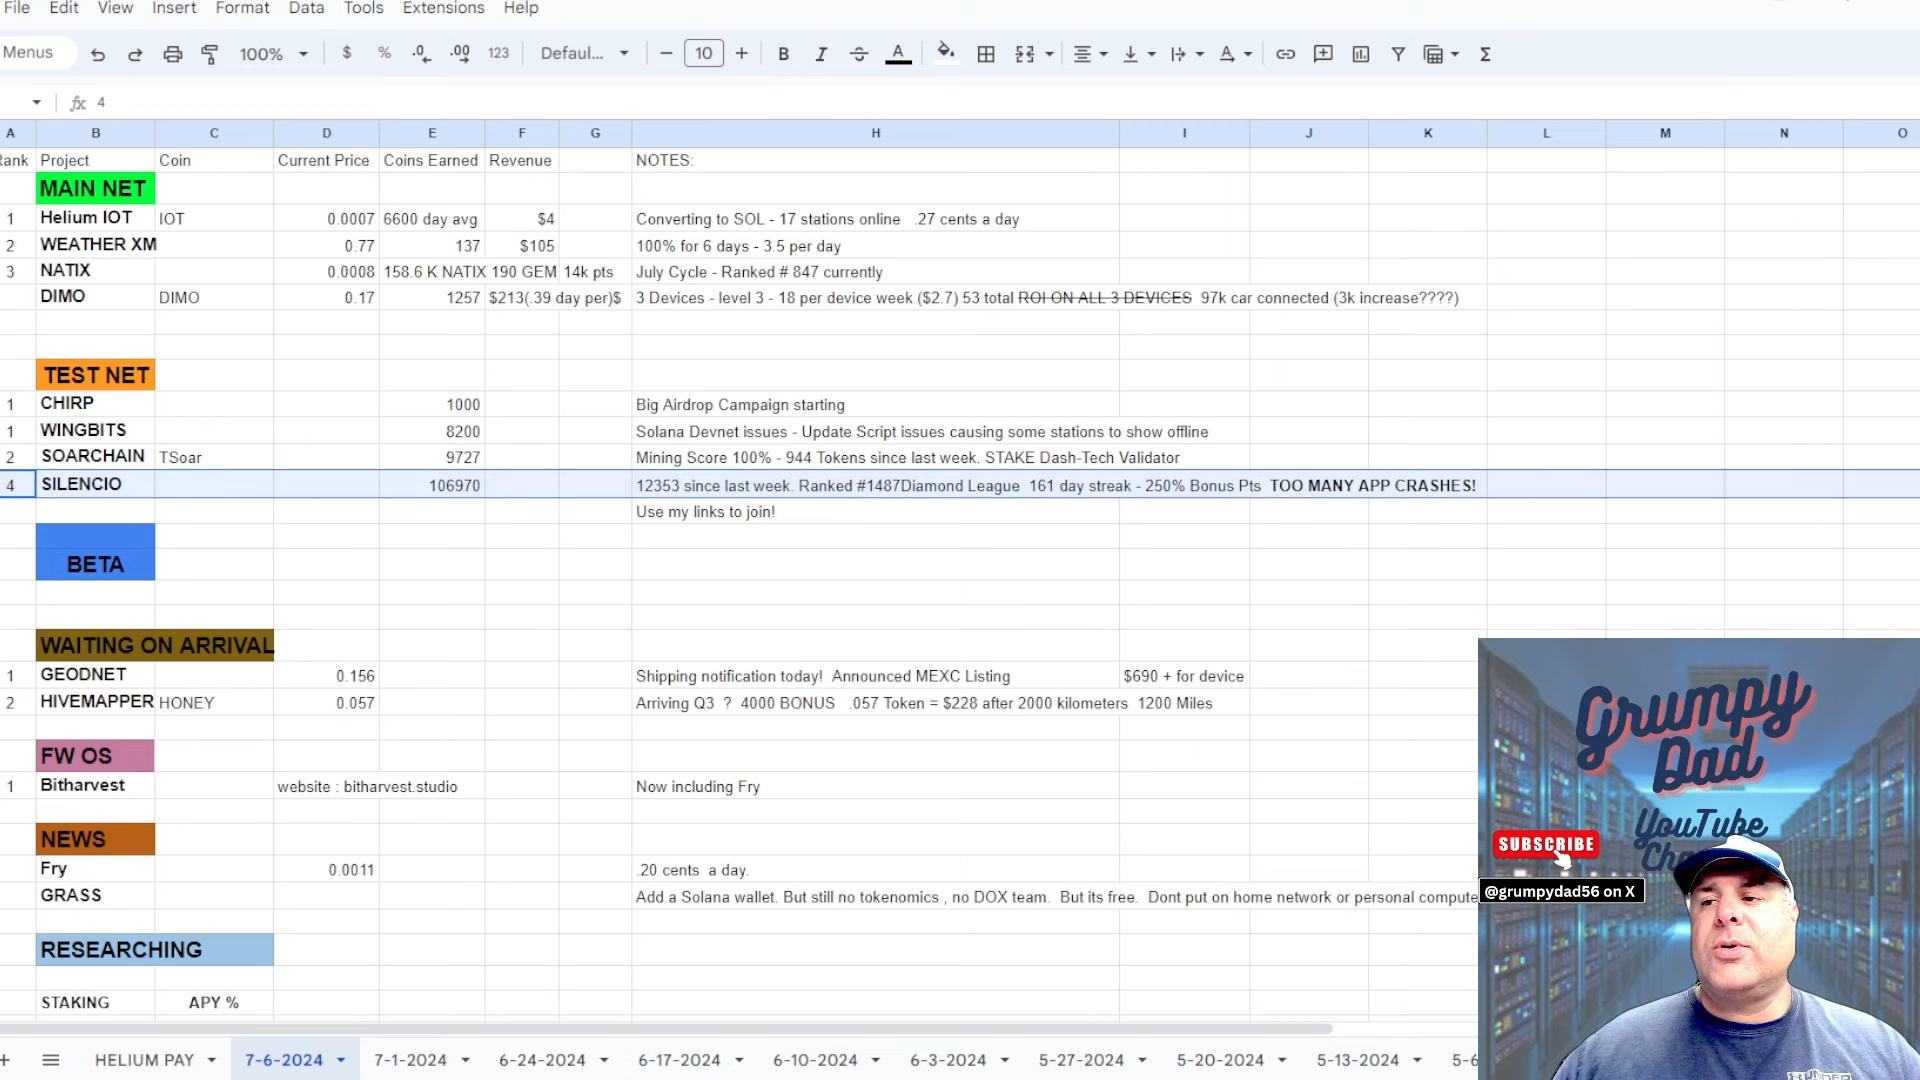 File Edit View Insert Format Data Tools Extensions Help
Menus 100% $ % .0 .00 123 Defaul... 10 B I A Σ
fx 4
A B C D E F G H I J K L M N O
Rank Project Coin Current Price Coins Earned Revenue NOTES:
MAIN NET
1 Helium IOT IOT 0.0007 6600 day avg $4 Converting to SOL - 17 stations online .27 cents a day
2 WEATHER XM 0.77 137 $105 100% for 6 days - 3.5 per day
3 NATIX 0.0008 158.6 K NATIX 190 GEM 14k pts July Cycle - Ranked # 847 currently
DIMO DIMO 0.17 1257 $213(.39 day per)$ 3 Devices - level 3 - 18 per device week ($2.7) 53 total ROI ON ALL 3 DEVICES 97k car connected (3k increase????)
TEST NET
1 CHIRP 1000 Big Airdrop Campaign starting
1 WINGBITS 8200 Solana Devnet issues - Update Script issues causing some stations to show offline
2 SOARCHAIN TSoar 9727 Mining Score 100% - 944 Tokens since last week. STAKE Dash-Tech Validator
4 SILENCIO 106970 12353 since last week. Ranked #1487Diamond League 161 day streak - 250% Bonus Pts TOO MANY APP CRASHES!
Use my links to join!
BETA
WAITING ON ARRIVAL
1 GEODNET 0.156 Shipping notification today! Announced MEXC Listing $690 + for device
2 HIVEMAPPER HONEY 0.057 Arriving Q3 ? 4000 BONUS .057 Token = $228 after 2000 kilometers 1200 Miles
FW OS
1 Bitharvest website : bitharvest.studio Now including Fry
NEWS
Fry 0.0011 .20 cents a day.
GRASS Add a Solana wallet. But still no tokenomics , no DOX team. But its free. Dont put on home network or personal compute
RESEARCHING
STAKING APY %
HELIUM PAY 7-6-2024 7-1-2024 6-24-2024 6-17-2024 6-10-2024 6-3-2024 5-27-2024 5-20-2024 5-13-2024 5-6
Grumpy
Dad
YouTube
SUBSCRIBE
@grumpydad56 on X